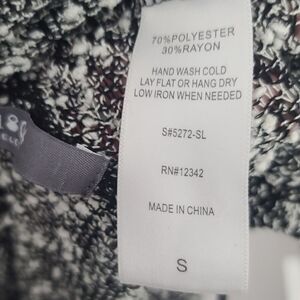 70%POLYESTER
30%RAYON
HAND WASH COLD
LAY FLAT OR HANG DRY
LOW IRON WHEN NEEDED
S#5272-SL
RN#12342
MADE IN CHINA
S